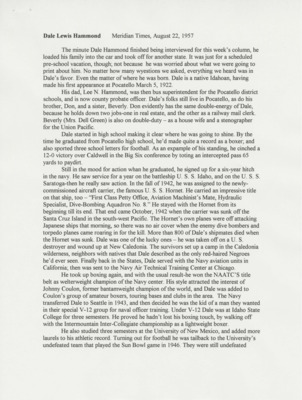 Dale Lewis Hammond    Meridian Times, August 22, 1957
The minute Dale Hammond finished being interviewed for this week's column, he
loaded his family into the car and took off for another state. It was just for a scheduled
pre-school vacation, though, not because he was worried about what we were going to
print about him. No matter how many questions we asked, everything we heard was in
Dale's favor. Even the matter of where he was born. Dale is a native Idahoan, having
made his first appearance at Pocatello March 5, 1922.
His dad, Lee N. Hammond, was then bus superintendent for the Pocatello district
schools, and is now county probate officer. Dale's folks still live in Pocatello, as do his
brother, Don, and a sister, Beverly. Don evidently has the same double-energy of Dale,
because he holds down two jobs-one in real estate, and the other as a railway mail clerk.
Beverly (Mrs. Dell Green) is also on double-duty – as a house wife and a stenographer
for the Union Pacific.
Dale started in high school making it clear where he was going to shine. By the
time he graduated from Pocatello high school, he'd made quite a record as a boxer, and
also sported three school letters for football. As an example of his standing, he cinched a
12-0 victory over Caldwell in the Big Six conference by toting an intercepted pass 65
yards to paydirt.
Still in the mood for action when he graduated, he signed up for a six-year hitch
in the navy. He saw service for a year on the battleship U. S. S. Idaho, and on the U. S. S.
Saratoga-then he really saw action. In the fall of 1942, he was assigned to the newly-
commissioned aircraft carrier, the famous U. S. S. Hornet. He carried an impressive title
on that ship, too – "First Class Petty Officer, Aviation Machinist's Mate, Hydraulic
Specialist, Dive-Bombing Squadron No. 8." He stayed with the Hornet from its
beginning till its end. That end came October, 1942 when the carrier was sunk off the
Santa Cruz Island in the south-west Pacific. The Hornet's own planes were off attacking
Japanese ships that morning, so there was no air cover when the enemy dive bombers and
torpedo planes came roaring in for the kill. More than 800 of Dale's shipmates died when
the Hornet was sunk. Dale was one of the lucky ones – he was taken off on a U. S.
destroyer and wound up at New Caledonia. The survivors set up a camp in the Caledonia
wilderness, neighbors with natives that Dale described as the only red-haired Negroes
he'd ever seen. Finally back in the States, Dale served with the Navy aviation units in
California; then was sent to the Navy Air Technical Training Center at Chicago.
He took up boxing again, and with the usual result-he won the NAATC'S title
belt as welterweight champion of the Navy center. His style attracted the interest of
Johnny Coulon, former bantamweight champion of the world, and Dale was added to
Coulon's group of amateur boxers, touring bases and clubs in the area. The Navy
transferred Dale to Seattle in 1943, and then decided he was the kid of a man they wanted
in their special V-12 group for naval officer training. Under V-12 Dale was at Idaho State
College for three semesters. He proved he hadn't lost his boxing touch, by walking off
with the Intermountain Inter-Collegiate championship as a lightweight boxer
He also studied three semesters at the University of New Mexico, and added more
laurels to his athletic record. Turning out for football he was tailback to the University's
undefeated team that played the Sun Bowl game in 1946. They were still undefeated